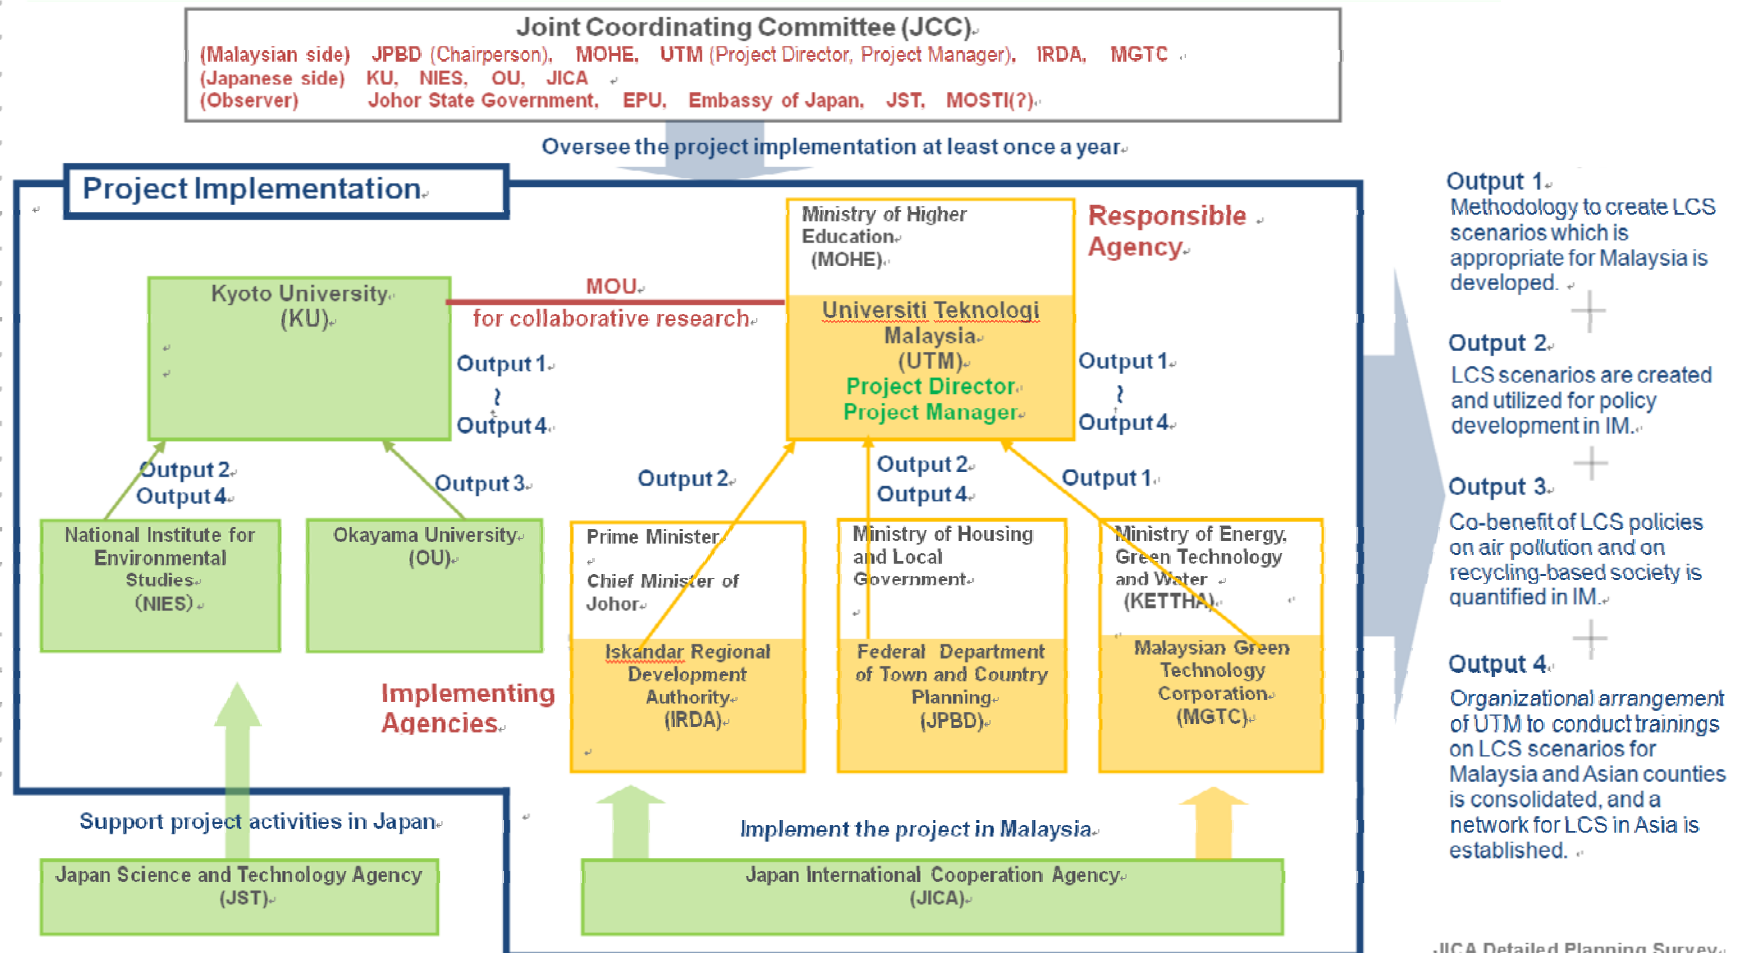 Joint Coordinating Committee (JCC)
(Malaysian side) JPBD (Chairperson), MOHE, UTM (Project Director, Project Manager), IRDA, MGTC
(Japanese side) KU, NIES, OU, JICA
(Observer) Johor State Government, EPU, Embassy of Japan, JST, MOSTI(?)
Oversee the project implementation at least once a year
Project Implementation
Ministry of Higher
Education
(MOHE)
Responsible
Agency
Kyoto University
(KU)
MOU
for collaborative research
Universiti Teknologi
Malaysia
(UTM)
Project Director
Project Manager
Output 1
~
Output 4
Output 1
~
Output 4
Output 2
Output 4
Output 3
Output 2
Output 2
Output 4
Output 1
National Institute for
Environmental
Studies
(NIES)
Okayama University
(OU)
Prime Minister
Chief Minister of
Johor
Iskandar Regional
Development
Authority
(IRDA)
Ministry of Housing
and Local
Government
Federal Department
of Town and Country
Planning
(JPBD)
Ministry of Energy,
Green Technology
and Water
(KETTHA)
Malaysian Green
Technology
Corporation
(MGTC)
Implementing
Agencies
Support project activities in Japan
Implement the project in Malaysia
Japan Science and Technology Agency
(JST)
Japan International Cooperation Agency
(JICA)
Output 1
Methodology to create LCS
scenarios which is
appropriate for Malaysia is
developed.
+
Output 2
LCS scenarios are created
and utilized for policy
development in IM.
+
Output 3
Co-benefit of LCS policies
on air pollution and on
recycling-based society is
quantified in IM.
+
Output 4
Organizational arrangement
of UTM to conduct trainings
on LCS scenarios for
Malaysia and Asian counties
is consolidated, and a
network for LCS in Asia is
established.
JICA Detailed Planning Survey